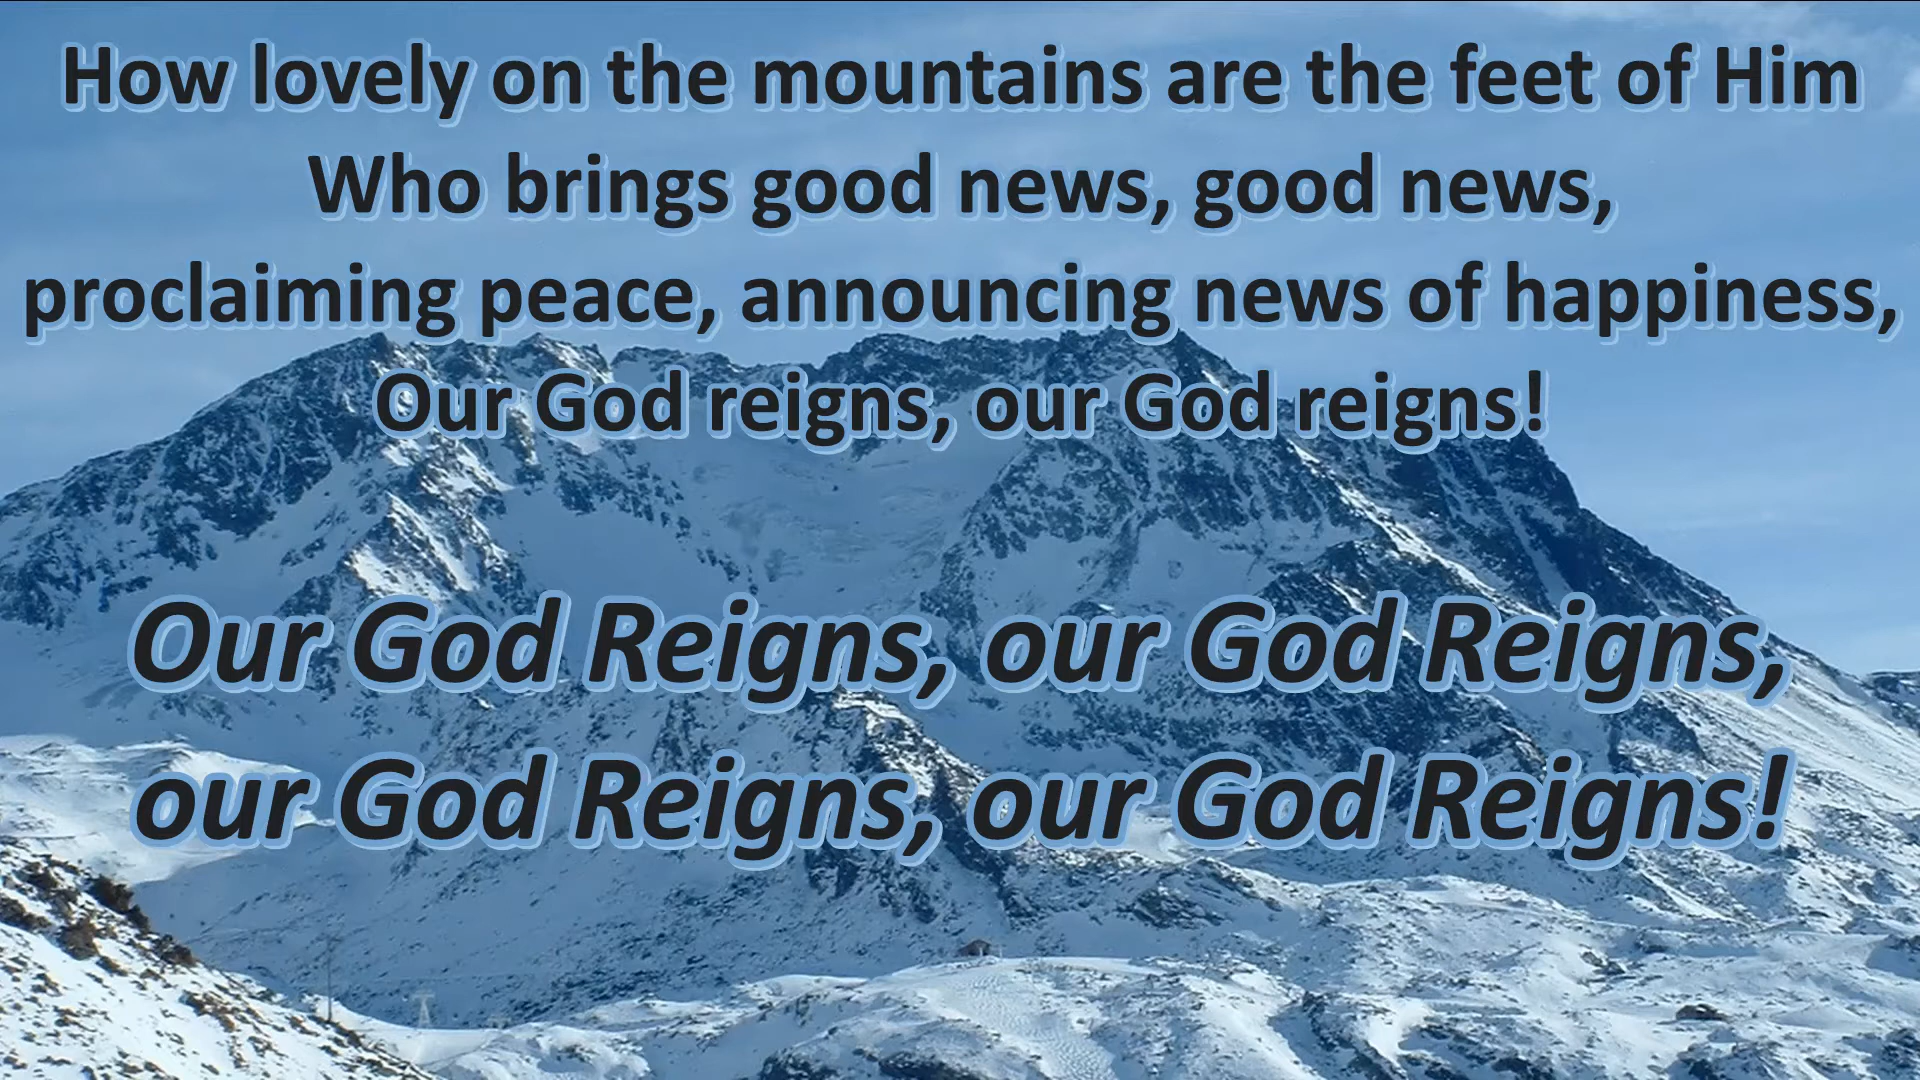 How lovely on the mountains are the feet of Him
Who brings good news, good news,
proclaiming peace, announcing news of happiness,
Our God reigns, our God reigns!
Our God Reigns, our God Reigns,
our God Reigns, our God Reigns!